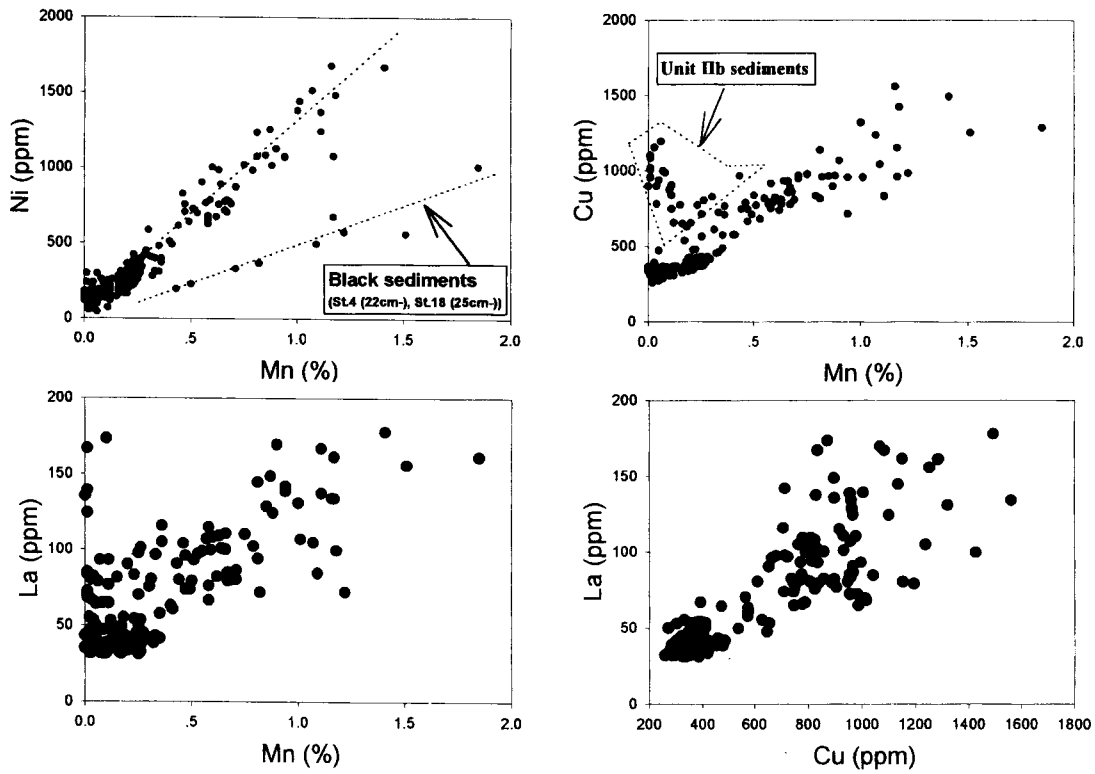 2000
1500
1000
500
0
Ni (ppm)
0.0 .5 1.0 1.5 2.0
Mn (%)
Black sediments
(St.4 (22cm-), St.18 (25cm-))
2000
1500
1000
500
0
Cu (ppm)
0.0 .5 1.0 1.5 2.0
Mn (%)
Unit IIb sediments
200
150
100
50
0
La (ppm)
0.0 .5 1.0 1.5 2.0
Mn (%)
200
150
100
50
0
La (ppm)
200 400 600 800 1000 1200 1400 1600 1800
Cu (ppm)